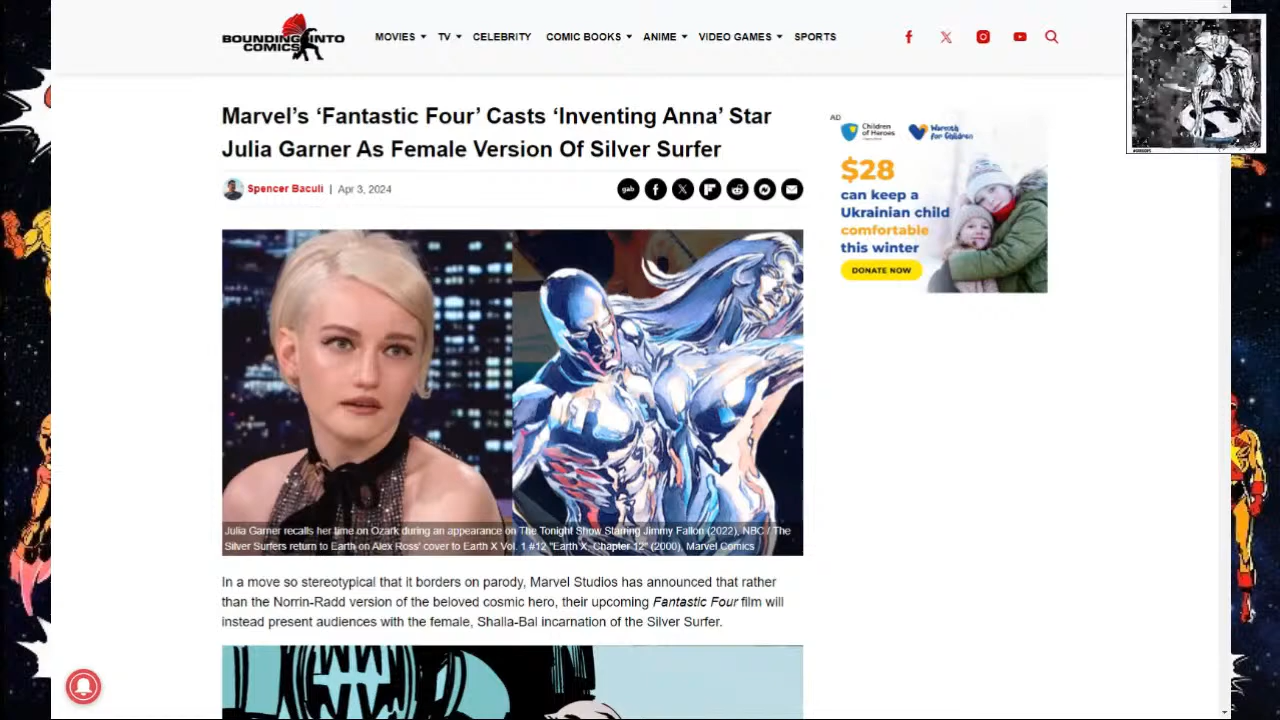 BOUNDING INTO
COMICS
MOVIES TV CELEBRITY COMIC BOOKS ANIME VIDEO GAMES SPORTS
Marvel's ‘Fantastic Four’ Casts ‘Inventing Anna’ Star
Julia Garner As Female Version Of Silver Surfer
Spencer Baculi | Apr 3, 2024
gab
AD
Children
of Heroes
Warmth
for Children
$28
can keep a
Ukrainian child
comfortable
this winter
DONATE NOW
Julia Garner recalls her time on Ozark during an appearance on The Tonight Show Starring Jimmy Fallon (2022), NBC / The
Silver Surfers return to Earth on Alex Ross' cover to Earth X Vol. 1 #12 "Earth X, Chapter 12" (2000), Marvel Comics
In a move so stereotypical that it borders on parody, Marvel Studios has announced that rather
than the Norrin-Radd version of the beloved cosmic hero, their upcoming Fantastic Four film will
instead present audiences with the female, Shalla-Bal incarnation of the Silver Surfer.